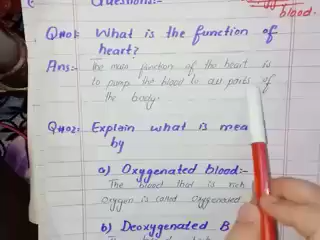 Questions:-
blood.
Q#01: What is the function of
heart?
Ans: The main function of the heart is
to pump the blood to all parts of
the body.
Q#02: Explain what is mea
by
a) Oxygenated blood:-
The blood that is rich
oxygen is called oxygenated
b) Deoxygenated B